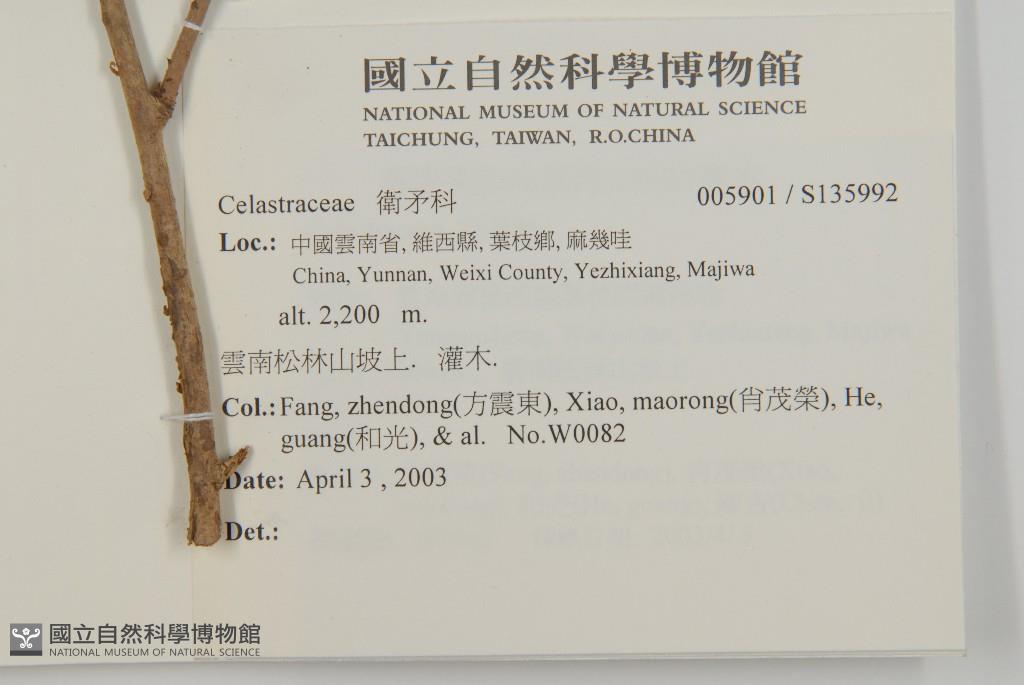 國立自然科學博物館
NATIONAL MUSEUM OF NATURAL SCIENCE
TAICHUNG, TAIWAN, R.O.CHINA
Celastraceae 衛矛科 005901 / S135992
Loc.: 中國雲南省, 維西縣, 葉枝鄉, 麻幾哇
China, Yunnan, Weixi County, Yezhixiang, Majiwa
alt. 2,200 m.
雲南松林山坡上. 灌木.
Col.: Fang, zhendong(方震東), Xiao, maorong(肖茂榮), He,
guang(和光), & al. No.W0082
Date: April 3 , 2003
Det.:
國立自然科學博物館
NATIONAL MUSEUM OF NATURAL SCIENCE